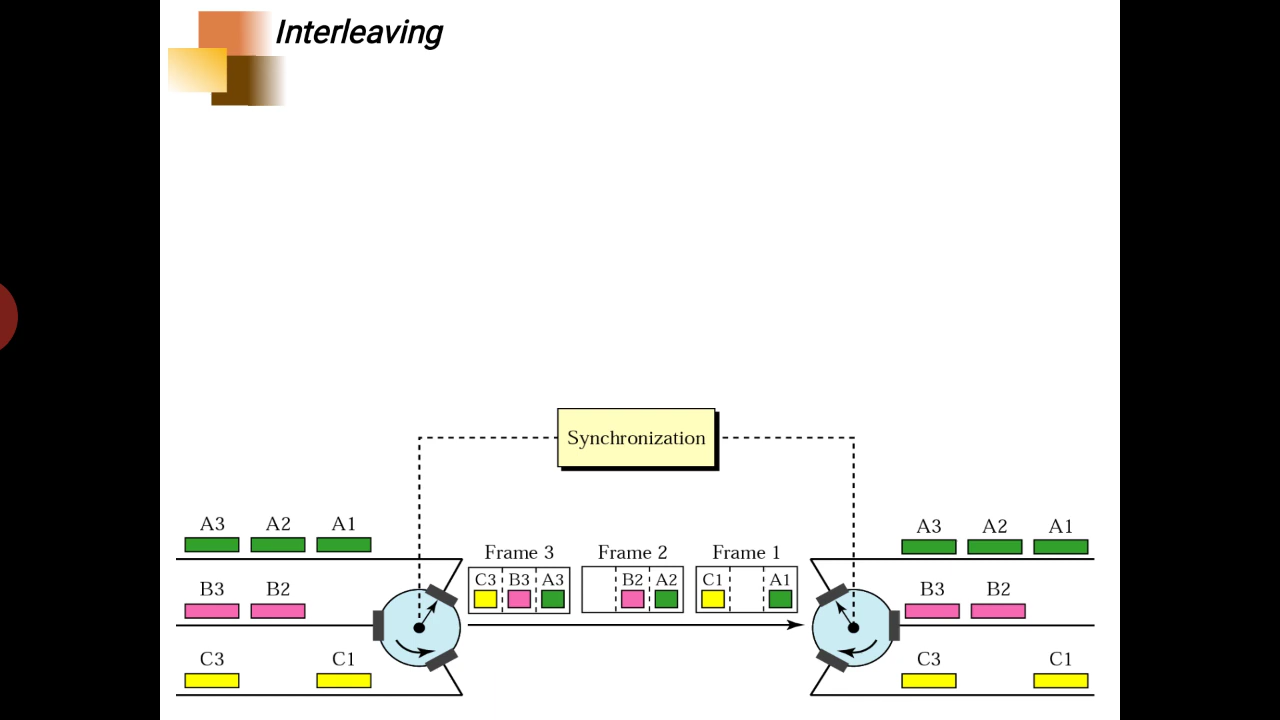 Interleaving
Synchronization
A3 A2 A1
B3 B2
C3 C1
Frame 3 Frame 2 Frame 1
C3 B3 A3 B2 A2 C1 A1
A3 A2 A1
B3 B2
C3 C1